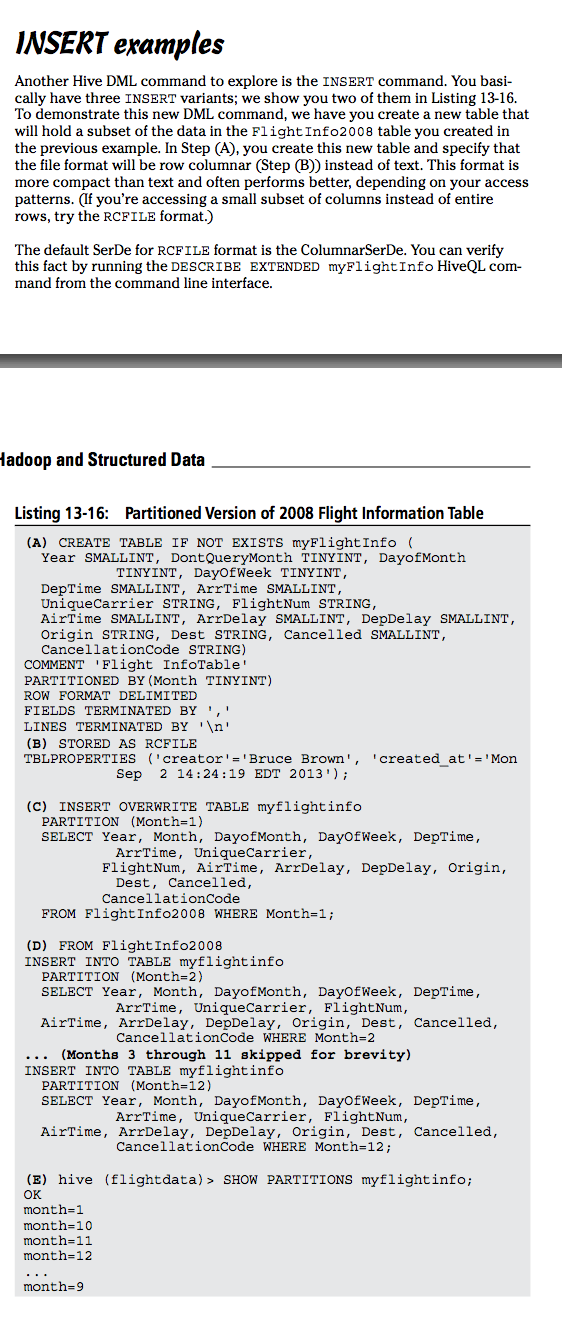 INSERT examples
Another Hive DML command to explore is the INSERT command. You basi-
cally have three INSERT variants; we show you two of them in Listing 13-16.
To demonstrate this new DML command, we have you create a new table that
will hold a subset of the data in the FlightInfo2008 table you created in
the previous example. In Step (A), you create this new table and specify that
the file format will be row columnar (Step (B)) instead of text. This format is
more compact than text and often performs better, depending on your access
patterns. (If you're accessing a small subset of columns instead of entire
rows, try the RCFILE format.)
The default SerDe for RCFILE format is the ColumnarSerDe. You can verify
this fact by running the DESCRIBE EXTENDED myFlightInfo HiveQL com-
mand from the command line interface.
Hadoop and Structured Data
Listing 13-16: Partitioned Version of 2008 Flight Information Table
(A) CREATE TABLE IF NOT EXISTS myFlightInfo (
Year SMALLINT, DontQueryMonth TINYINT, DayofMonth
TINYINT, DayOfWeek TINYINT,
DepTime SMALLINT, ArrTime SMALLINT,
UniqueCarrier STRING, FlightNum STRING,
AirTime SMALLINT, ArrDelay SMALLINT, DepDelay SMALLINT,
Origin STRING, Dest STRING, Cancelled SMALLINT,
CancellationCode STRING)
COMMENT 'Flight InfoTable'
PARTITIONED BY(Month TINYINT)
ROW FORMAT DELIMITED
FIELDS TERMINATED BY ','
LINES TERMINATED BY '\n'
(B) STORED AS RCFILE
TBLPROPERTIES ('creator'='Bruce Brown', 'created_at'='Mon
Sep  2 14:24:19 EDT 2013');
(C) INSERT OVERWRITE TABLE myflightinfo
PARTITION (Month=1)
SELECT Year, Month, DayofMonth, DayOfWeek, DepTime,
ArrTime, UniqueCarrier,
FlightNum, AirTime, ArrDelay, DepDelay, Origin,
Dest, Cancelled,
CancellationCode
FROM FlightInfo2008 WHERE Month=1;
(D) FROM FlightInfo2008
INSERT INTO TABLE myflightinfo
PARTITION (Month=2)
SELECT Year, Month, DayofMonth, DayOfWeek, DepTime,
ArrTime, UniqueCarrier, FlightNum,
AirTime, ArrDelay, DepDelay, Origin, Dest, Cancelled,
CancellationCode WHERE Month=2
... (Months 3 through 11 skipped for brevity)
INSERT INTO TABLE myflightinfo
PARTITION (Month=12)
SELECT Year, Month, DayofMonth, DayOfWeek, DepTime,
ArrTime, UniqueCarrier, FlightNum,
AirTime, ArrDelay, DepDelay, Origin, Dest, Cancelled,
CancellationCode WHERE Month=12;
(E) hive (flightdata)> SHOW PARTITIONS myflightinfo;
OK
month=1
month=10
month=11
month=12
...
month=9